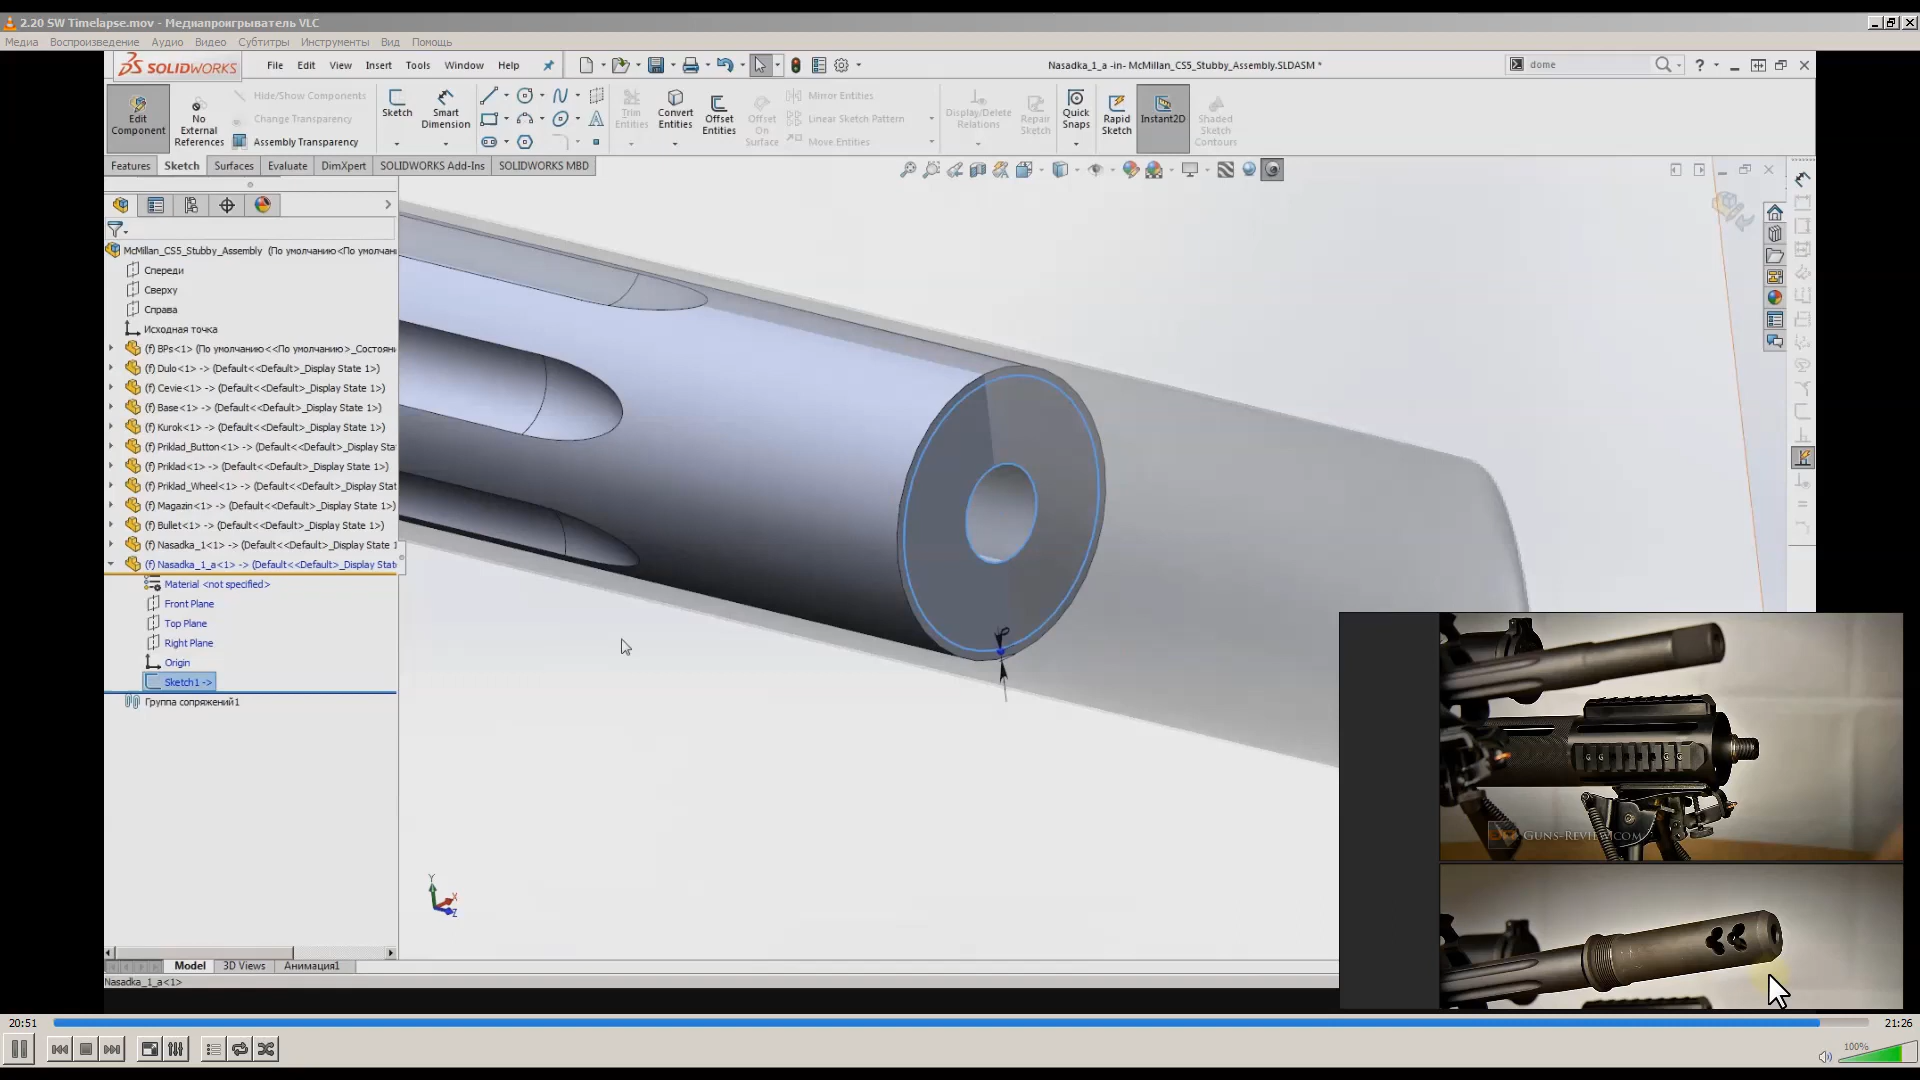 2.20 SW Timelapse.mov - Медиапроигрыватель VLC
Медиа Воспроизведение Аудио Видео Субтитры Инструменты Вид Помощь
SOLIDWORKS File Edit View Insert Tools Window Help
Nasadka_1_a -in- McMillan_CS5_Stubby_Assembly.SLDASM *
dome
Edit Component
No External References
Hide/Show Components
Change Transparency
Assembly Transparency
Sketch
Smart Dimension
Trim Entities
Convert Entities
Offset Entities
Offset On Surface
Mirror Entities
Linear Sketch Pattern
Move Entities
Display/Delete Relations
Repair Sketch
Quick Snaps
Rapid Sketch
Instant2D
Shaded Sketch Contours
Features Sketch Surfaces Evaluate DimXpert SOLIDWORKS Add-Ins SOLIDWORKS MBD
McMillan_CS5_Stubby_Assembly (По умолчанию<По умолчан
Спереди
Сверху
Справа
Исходная точка
(f) BPs<1> (По умолчанию<<По умолчанию>_Состояни
(f) Dulo<1> -> (Default<<Default>_Display State 1>)
(f) Cevie<1> -> (Default<<Default>_Display State 1>)
(f) Base<1> -> (Default<<Default>_Display State 1>)
(f) Kurok<1> -> (Default<<Default>_Display State 1>)
(f) Priklad_Button<1> -> (Default<<Default>_Display Sta
(f) Priklad<1> -> (Default<<Default>_Display State 1>)
(f) Priklad_Wheel<1> -> (Default<<Default>_Display Stat
(f) Magazin<1> -> (Default<<Default>_Display State 1>)
(f) Bullet<1> -> (Default<<Default>_Display State 1>)
(f) Nasadka_1<1> -> (Default<<Default>_Display State 1
(f) Nasadka_1_a<1> -> (Default<<Default>_Display Stat
Material <not specified>
Front Plane
Top Plane
Right Plane
Origin
Sketch1 ->
Группа сопряжений1
Y
X
Z
Guns-Review.com
Model 3D Views Анимация1
Nasadka_1_a<1>
20:51
21:26
100%